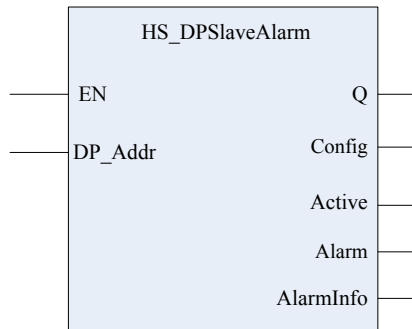 HS_DPSlaveAlarm
EN
Q
DP_Addr
Config
Active
Alarm
AlarmInfo